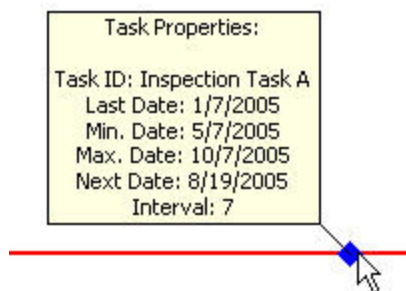 Task Properties:
Task ID: Inspection Task A
Last Date: 1/7/2005
Min. Date: 5/7/2005
Max. Date: 10/7/2005
Next Date: 8/19/2005
Interval: 7